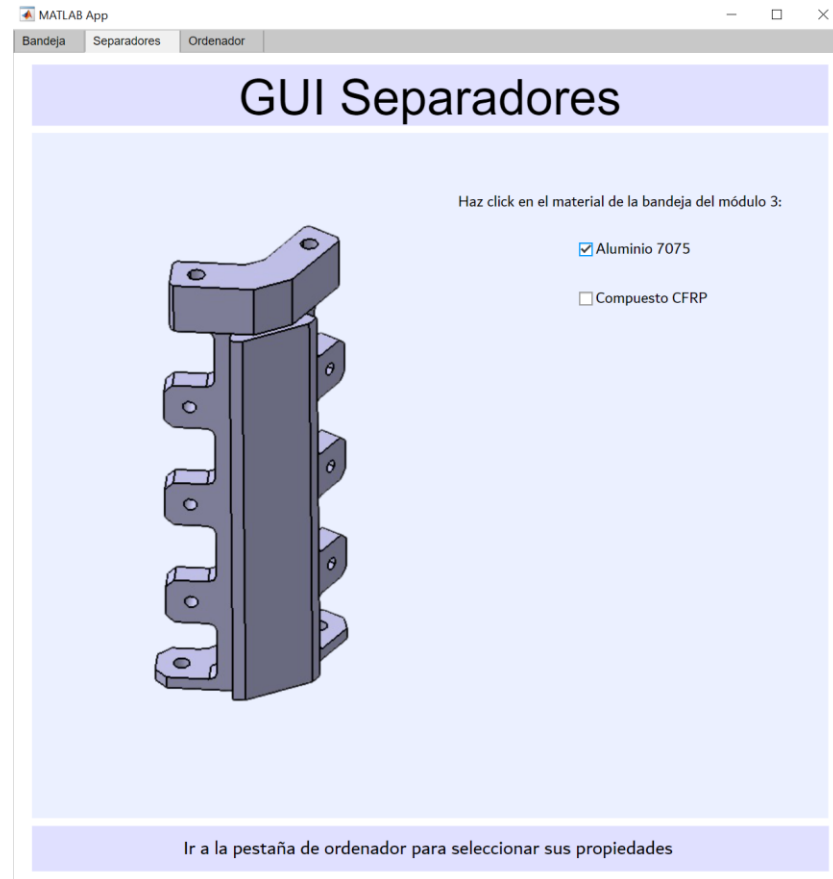 MATLAB App
Bandeja Separadores Ordenador
GUI Separadores
Haz click en el material de la bandeja del módulo 3:
Aluminio 7075
Compuesto CFRP
Ir a la pestaña de ordenador para seleccionar sus propiedades